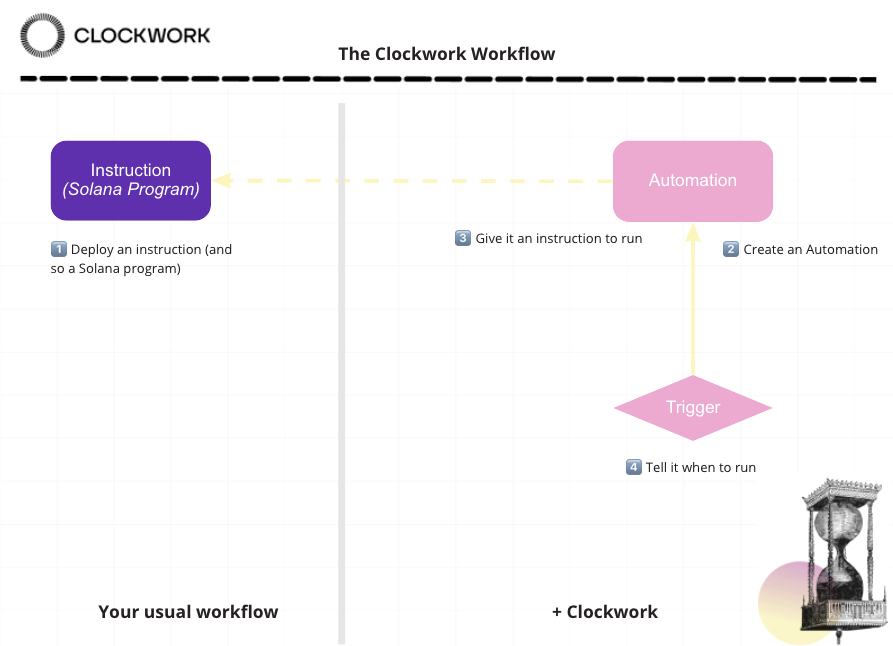 CLOCKWORK
The Clockwork Workflow
Instruction
(Solana Program)
Automation
3 Give it an instruction to run
1 Deploy an instruction (and
so a Solana program)
2 Create an Automation
Trigger
4 Tell it when to run
Your usual workflow
+ Clockwork